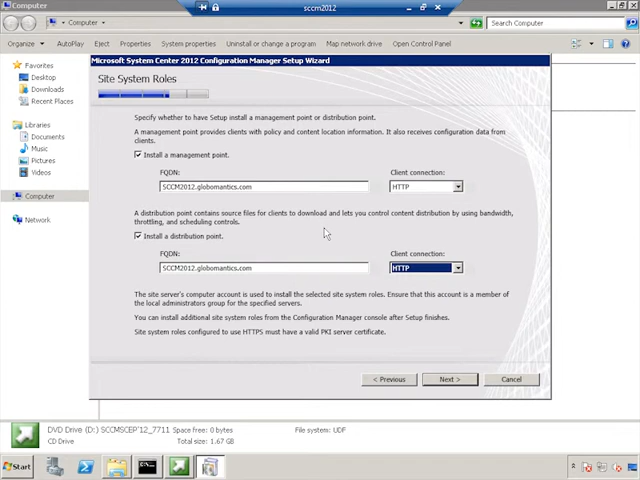 Computer
sccm2012
Computer
Search Computer
Organize
AutoPlay
Eject
Properties
System properties
Uninstall or change a program
Map network drive
Open Control Panel
Favorites
Desktop
Downloads
Recent Places
Libraries
Documents
Music
Pictures
Videos
Computer
Network
Microsoft System Center 2012 Configuration Manager Setup Wizard
Site System Roles
Specify whether to have Setup install a management point or distribution point.
A management point provides clients with policy and content location information. It also receives configuration data from
clients.
Install a management point.
FQDN:
Client connection:
SCCM2012.globomantics.com
HTTP
A distribution point contains source files for clients to download and lets you control content distribution by using bandwidth,
throttling, and scheduling controls.
Install a distribution point.
FQDN:
Client connection:
SCCM2012.globomantics.com
HTTP
The site server's computer account is used to install the selected site system roles. Ensure that this account is a member of
the local administrators group for the specified servers.
You can install additional site system roles from the Configuration Manager console after Setup finishes.
Site system roles configured to use HTTPS must have a valid PKI server certificate.
< Previous
Next >
Cancel
DVD Drive (D:) SCCMSCEP'12_7711 Space free: 0 bytes
File system: UDF
CD Drive
Total size: 1.67 GB
Start